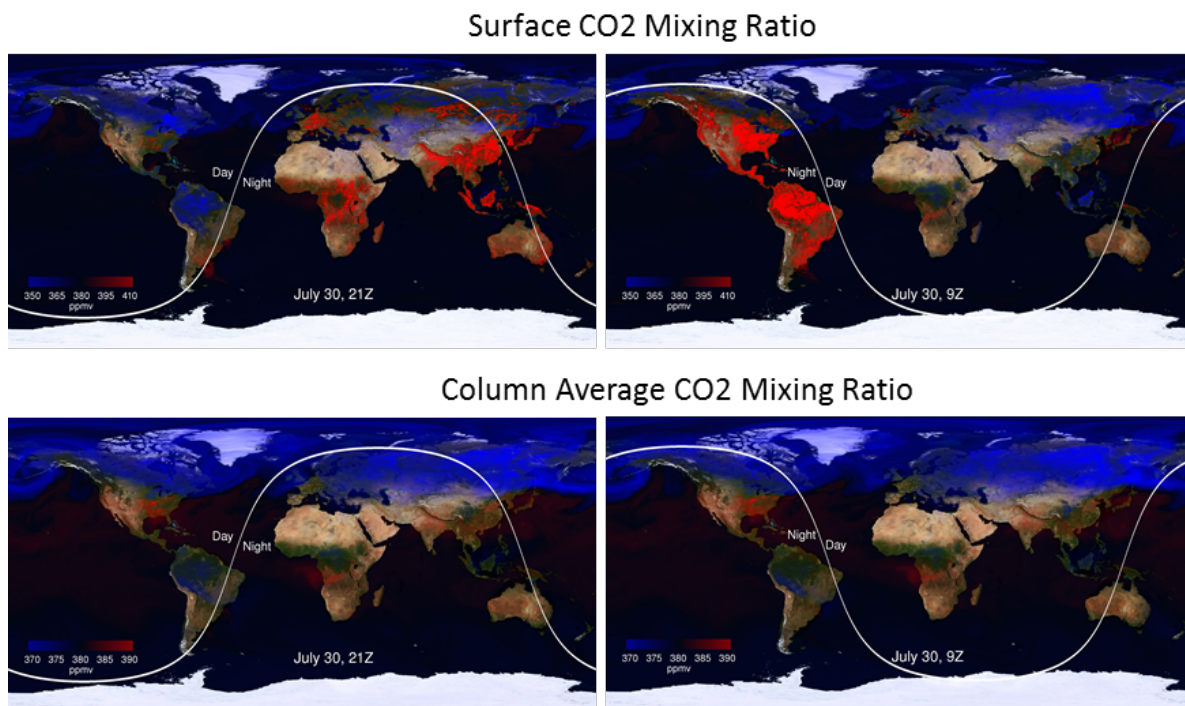 Surface CO2 Mixing Ratio
Day
Night
350 365 380 395 410
ppmv
July 30, 21Z
Night
Day
350 365 380 395 410
ppmv
July 30, 9Z
Column Average CO2 Mixing Ratio
Day
Night
370 375 380 385 390
ppmv
July 30, 21Z
Night
Day
370 375 380 385 390
ppmv
July 30, 9Z